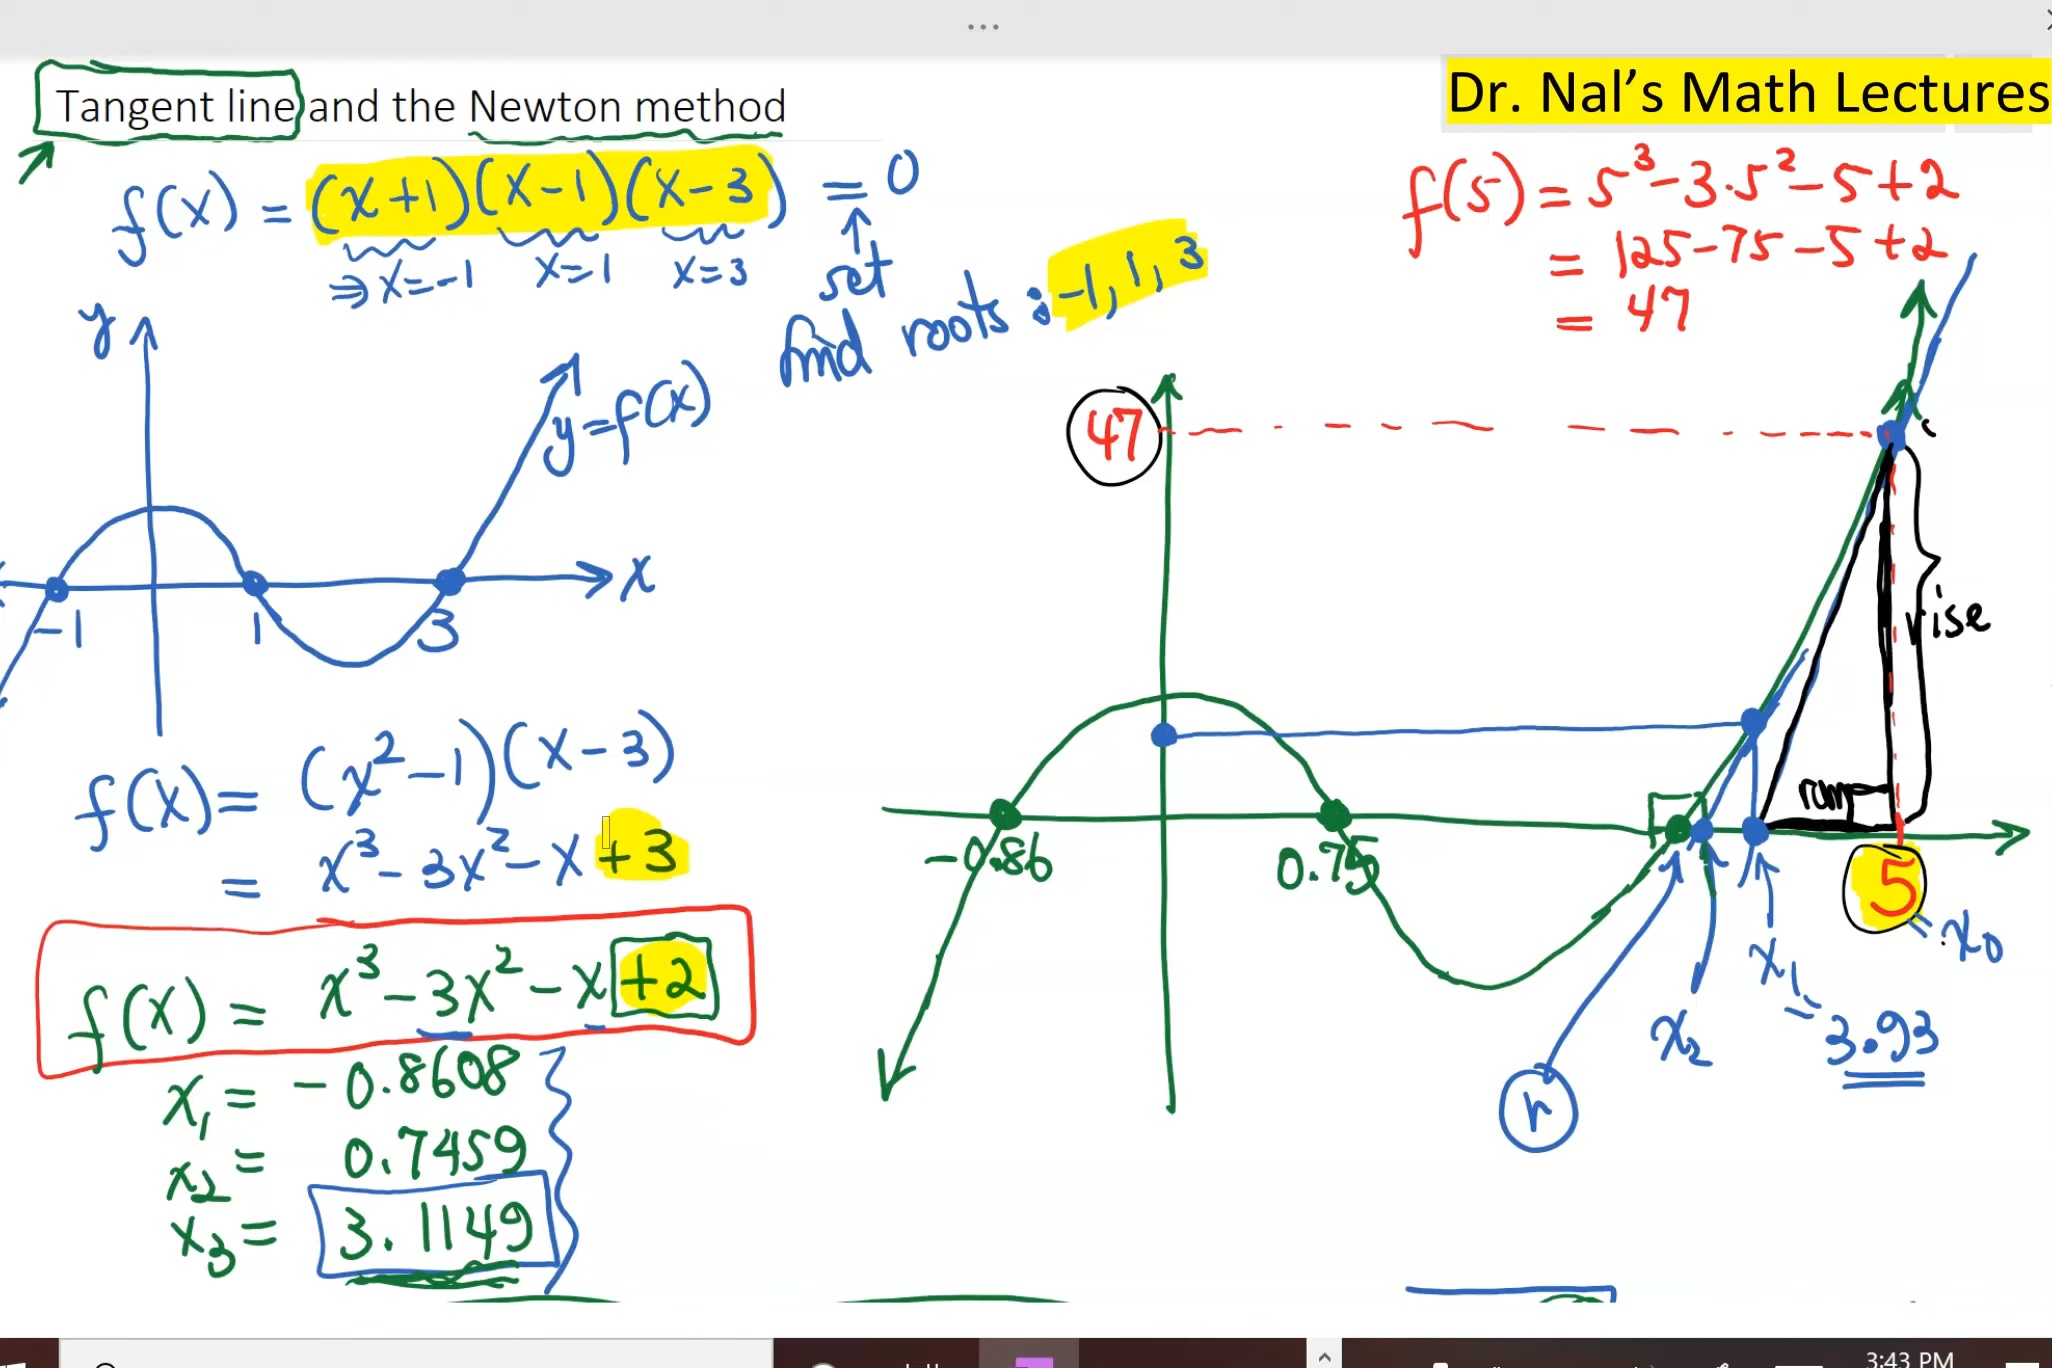 Tangent line and the Newton method
Dr. Nal's Math Lectures
f(x) = (x+1)(x-1)(x-3) = 0
⇒ x=-1 x=1 x=3
set
find roots: -1, 1, 3
f(5) = 5³-3·5²-5+2
= 125-75-5+2
= 47
y
y=f(x)
x
-1 1 3
f(x) = (x²-1)(x-3)
= x³-3x²-x+3
f(x) = x³-3x²-x+2
x₁ = -0.8608
x₂ = 0.7459
x₃ = 3.1149
47
rise
-0.86 0.75 5
= x₀
x₁ = 3.93
x₂
r
3:43 PM